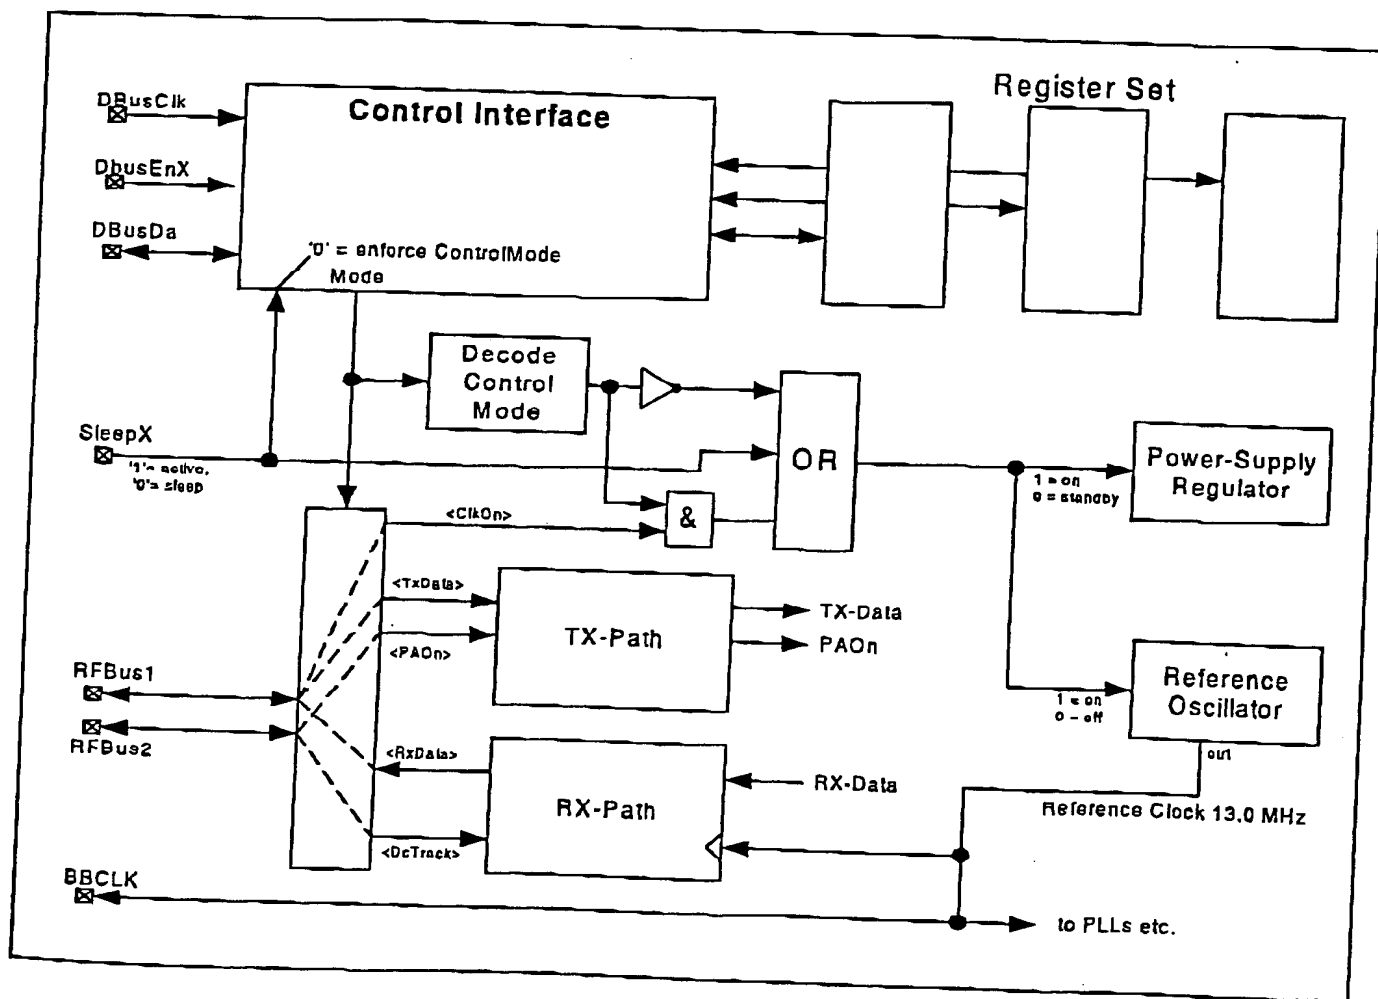 Register Set
DBusClk
Control Interface
DbusEnX
DBusDa
'0' = enforce ControlMode
Mode
Decode
Control
Mode
SleepX
'1'= active,
'0'= sleep
OR
1 = on
0 = standby
Power-Supply
Regulator
<ClkOn>
&
<TxData>
TX-Path
TX-Data
<PAOn>
PAOn
RFBus1
RFBus2
1 = on
0 = off
Reference
Oscillator
out
<RxData>
RX-Path
RX-Data
Reference Clock 13.0 MHz
<DcTrack>
BBCLK
to PLLs etc.